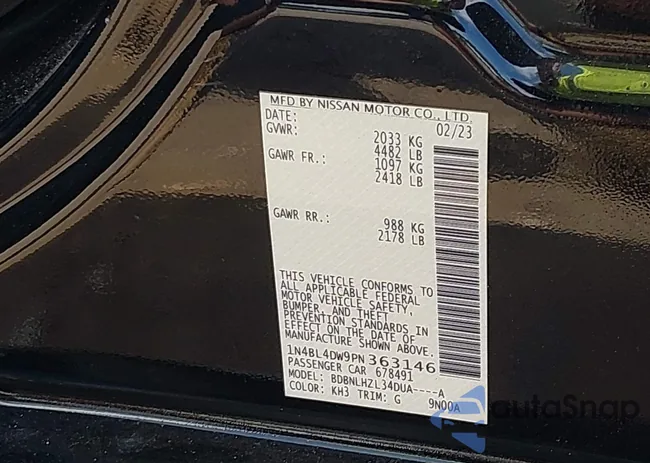 MFD BY NISSAN MOTOR CO., LTD.
DATE: 02/23
GVWR: 2033 KG
4482 LB
GAWR FR.: 1097 KG
2418 LB
GAWR RR.: 988 KG
2178 LB
THIS VEHICLE CONFORMS TO
ALL APPLICABLE FEDERAL
MOTOR VEHICLE SAFETY,
BUMPER, AND THEFT
PREVENTION STANDARDS IN
EFFECT ON THE DATE OF
MANUFACTURE SHOWN ABOVE.
1N4BL4DW9PN363146
PASSENGER CAR 678491
MODEL: BDBNLHZL34DUA----A
COLOR: KH3 TRIM: G 9N00A
autoSnap